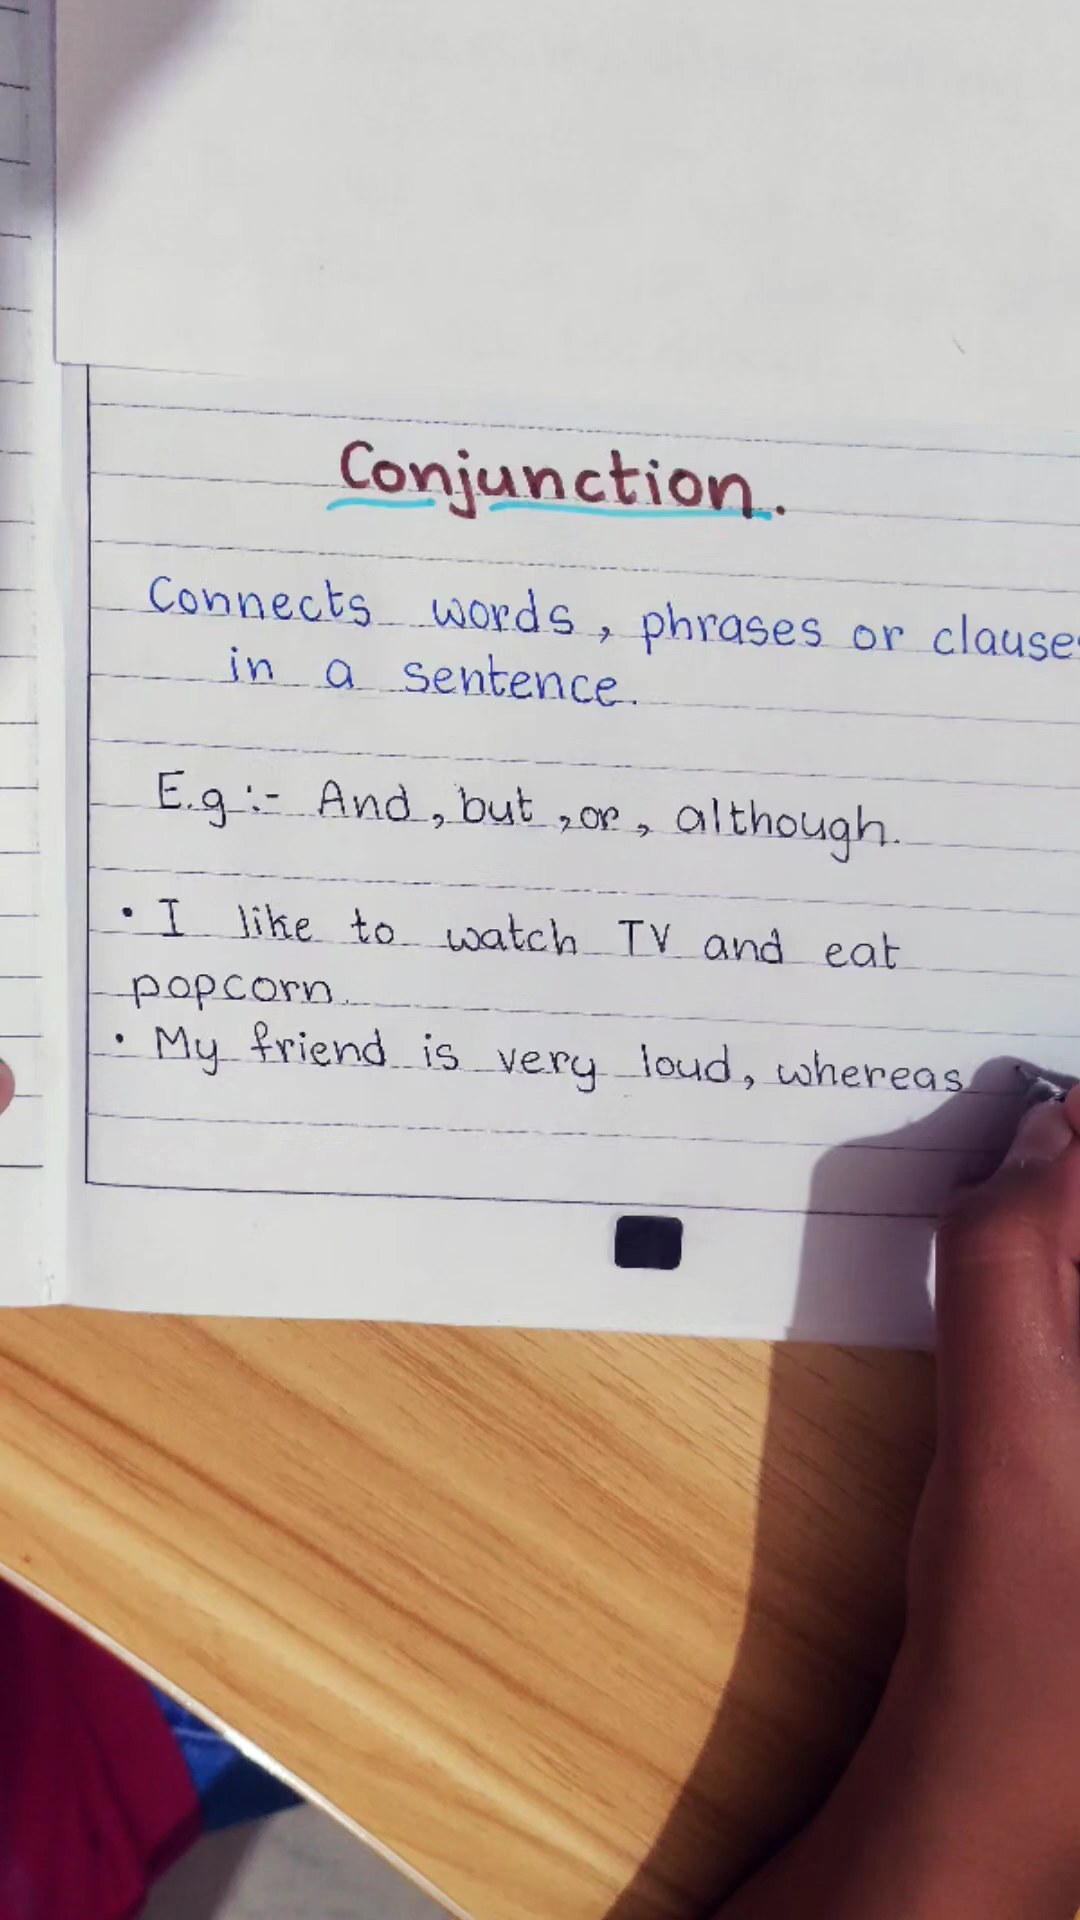 Conjunction.
Connects words, phrases or clauses
in a sentence.
E.g :- And, but, or, although.
• I like to watch TV and eat
popcorn.
• My friend is very loud, whereas